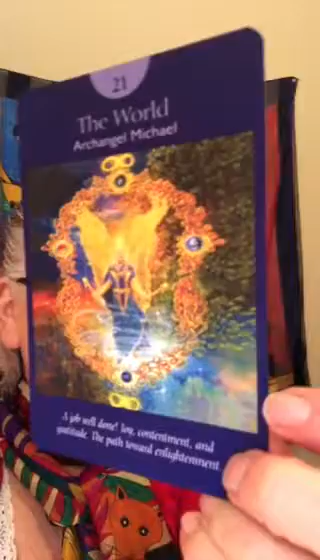 21
The World
Archangel Michael
A job well done! Joy, contentment, and
gratitude. The path toward enlightenment